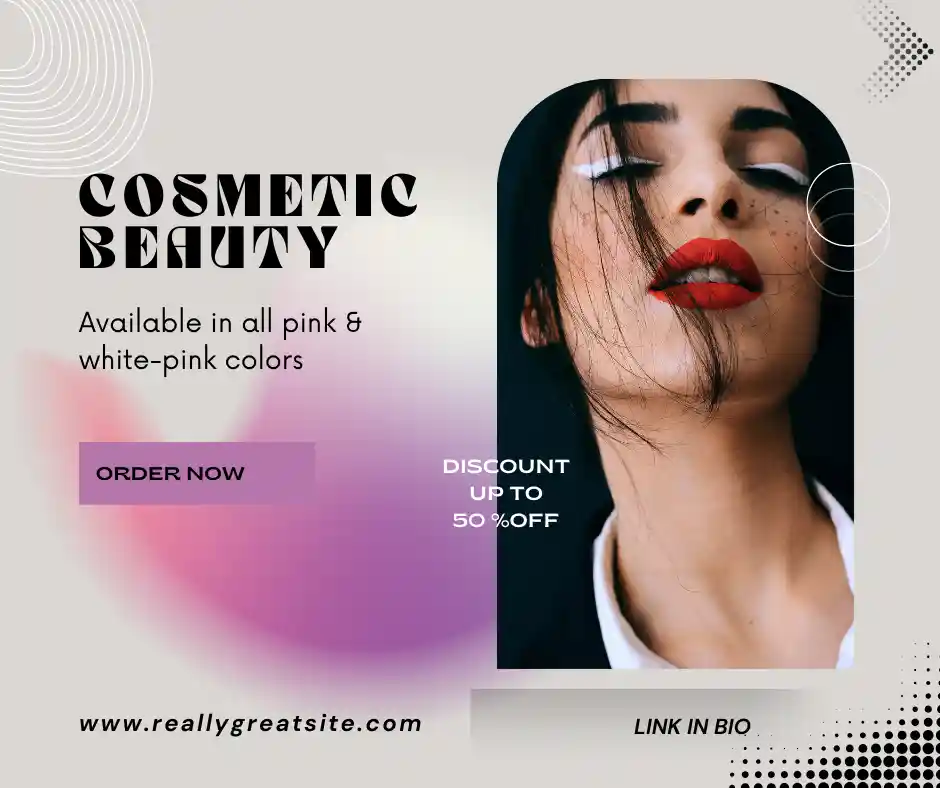 COSMETIC
BEAUTY
Available in all pink &
white-pink colors
ORDER NOW
DISCOUNT
UP TO
50 %OFF
www.reallygreatsite.com
LINK IN BIO